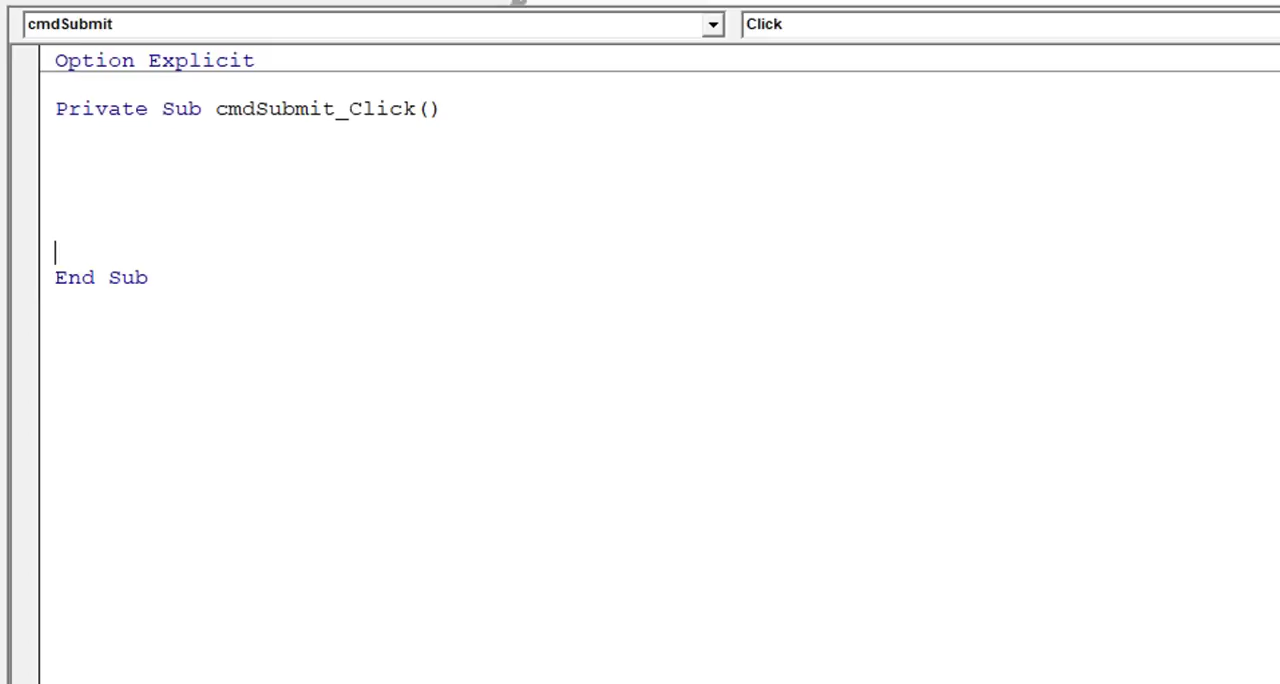 cmdSubmit
Click
Option Explicit
Private Sub cmdSubmit_Click()
End Sub